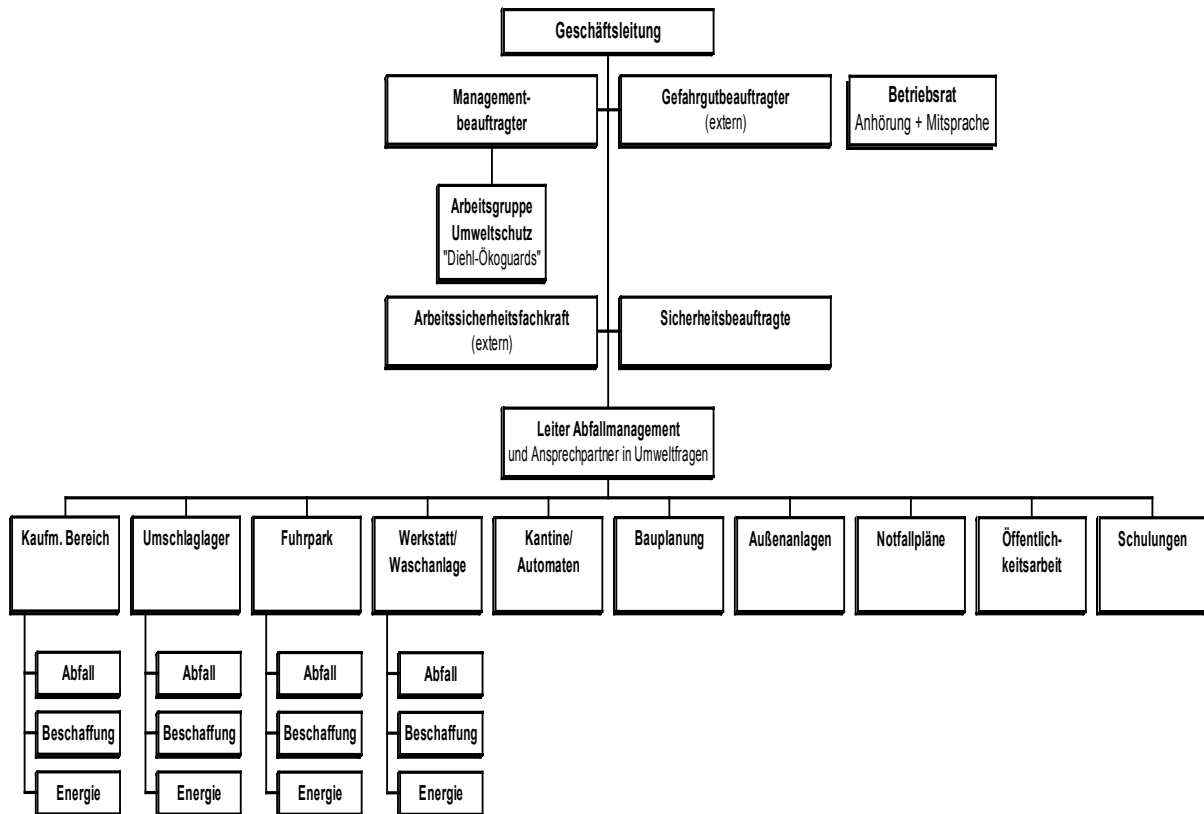 Geschäftsleitung
Management-
beauftragter
Gefahrgutbeauftragter
(extern)
Betriebsrat
Anhörung + Mitsprache
Arbeitsgruppe
Umweltschutz
"Diehl-Ökoguards"
Arbeitssicherheitsfachkraft
(extern)
Sicherheitsbeauftragte
Leiter Abfallmanagement
und Ansprechpartner in Umweltfragen
Kaufm. Bereich
Umschlaglager
Fuhrpark
Werkstatt/
Waschanlage
Kantine/
Automaten
Bauplanung
Außenanlagen
Notfallpläne
Öffentlich-
keitsarbeit
Schulungen
Abfall
Abfall
Abfall
Abfall
Beschaffung
Beschaffung
Beschaffung
Beschaffung
Energie
Energie
Energie
Energie